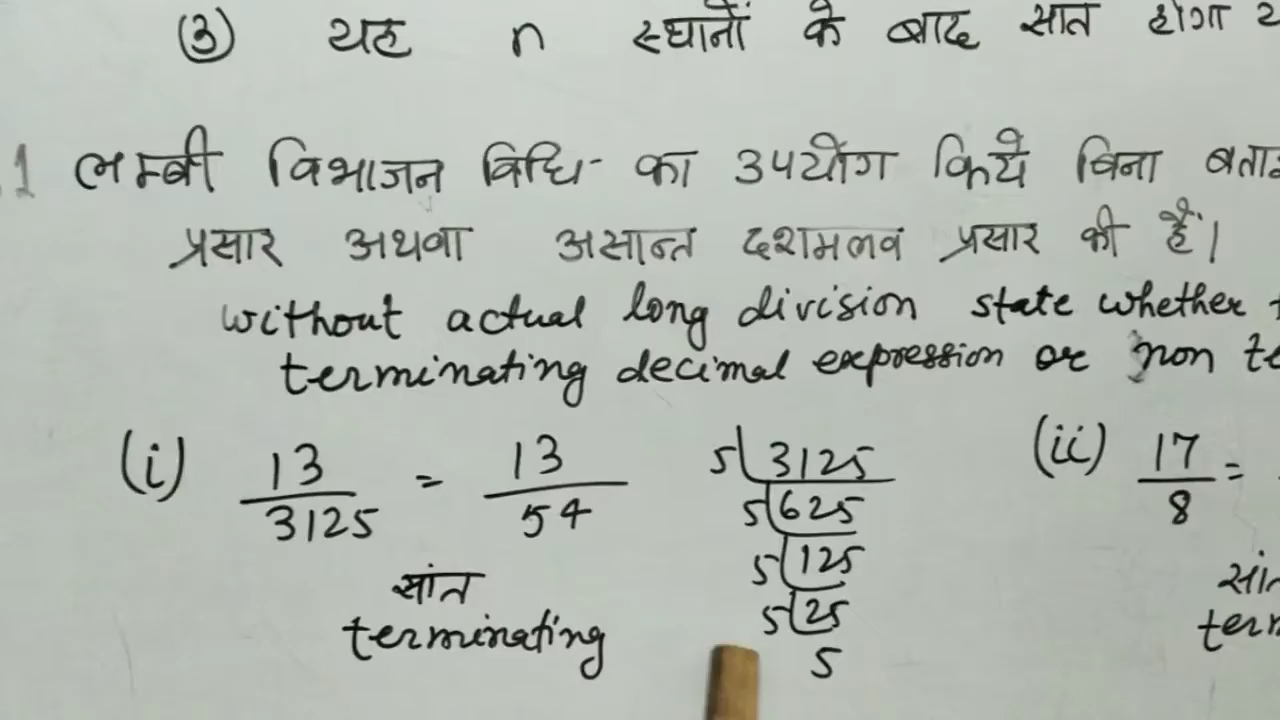 (3) यह n स्थानों के बाद सांत होगा
1 लम्बी विभाजन विधि का उपयोग किये बिना
प्रसार अथवा असान्त दशमलव प्रसार की हैं।
without actual long division state whether
terminating decimal expression or non te
(i) 13/3125 = 13/54 5 3125 (ii) 17/8 =
5 625
5 125
5 25
5
सांत
terminating
सां
term